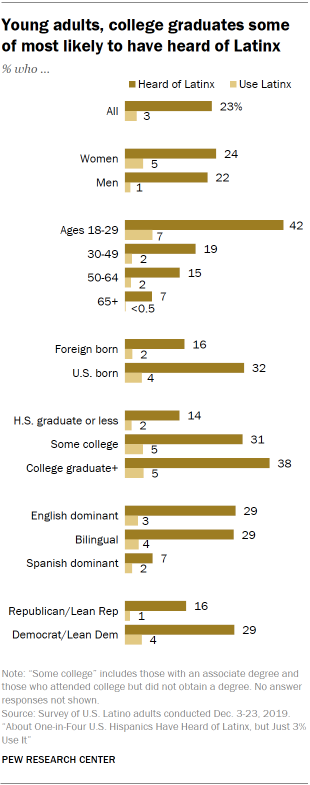 Young adults, college graduates some
of most likely to have heard of Latinx
% who ...
Heard of Latinx Use Latinx
All 23%
3
Women 24
5
Men 22
1
Ages 18-29 42
7
30-49 19
2
50-64 15
2
65+ 7
<0.5
Foreign born 16
2
U.S. born 32
4
H.S. graduate or less 14
2
Some college 31
5
College graduate+ 38
5
English dominant 29
3
Bilingual 29
4
Spanish dominant 7
2
Republican/Lean Rep 16
1
Democrat/Lean Dem 29
4
Note: “Some college” includes those with an associate degree and
those who attended college but did not obtain a degree. No answer
responses not shown.
Source: Survey of U.S. Latino adults conducted Dec. 3-23, 2019.
“About One-in-Four U.S. Hispanics Have Heard of Latinx, but Just 3%
Use It”
PEW RESEARCH CENTER